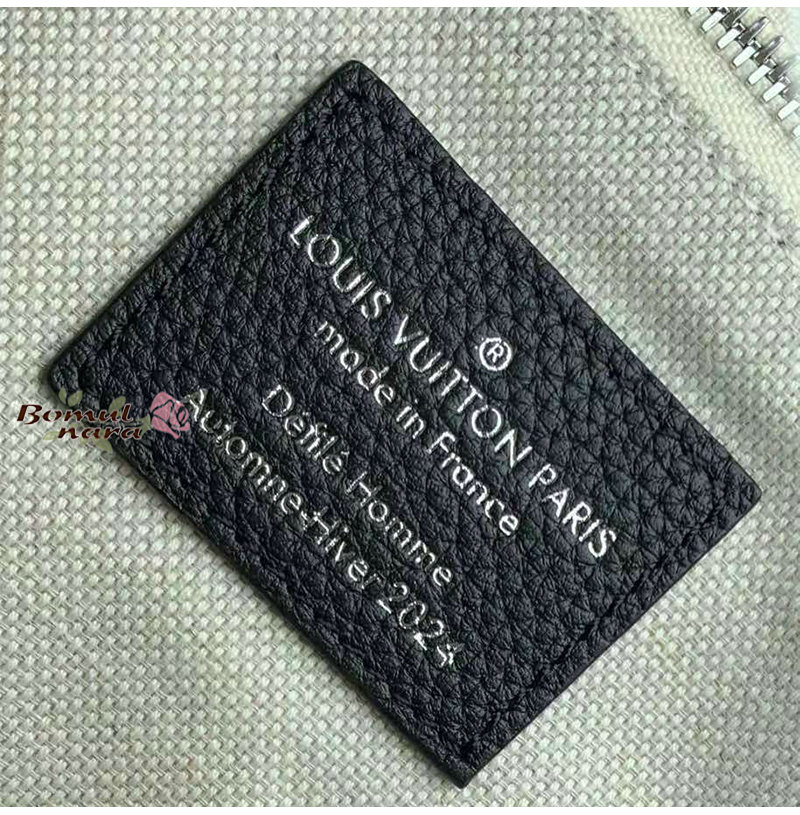 ®
LOUIS VUITTON PARIS
made in France
Défilé Homme
Automne-Hiver 2024
Bomul
nara